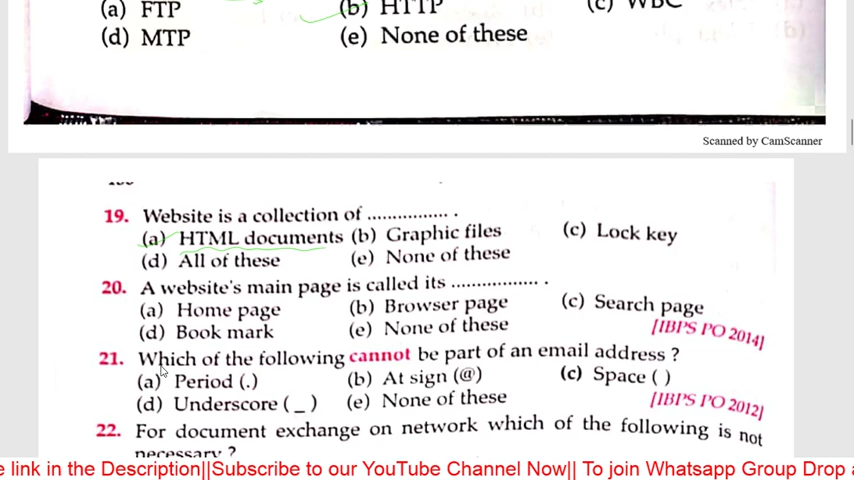 (a) FTP (b) HTTP (c) WBC
(d) MTP (e) None of these
Scanned by CamScanner
19. Website is a collection of ................ .
(a) HTML documents (b) Graphic files (c) Lock key
(d) All of these (e) None of these
20. A website's main page is called its ................. .
(a) Home page (b) Browser page (c) Search page
(d) Book mark (e) None of these [IBPS PO 2014]
21. Which of the following cannot be part of an email address ?
(a) Period (.) (b) At sign (@) (c) Space ( )
(d) Underscore ( _ ) (e) None of these [IBPS PO 2012]
22. For document exchange on network which of the following is not
necessary ?
link in the Description||Subscribe to our YouTube Channel Now|| To join Whatsapp Group Drop